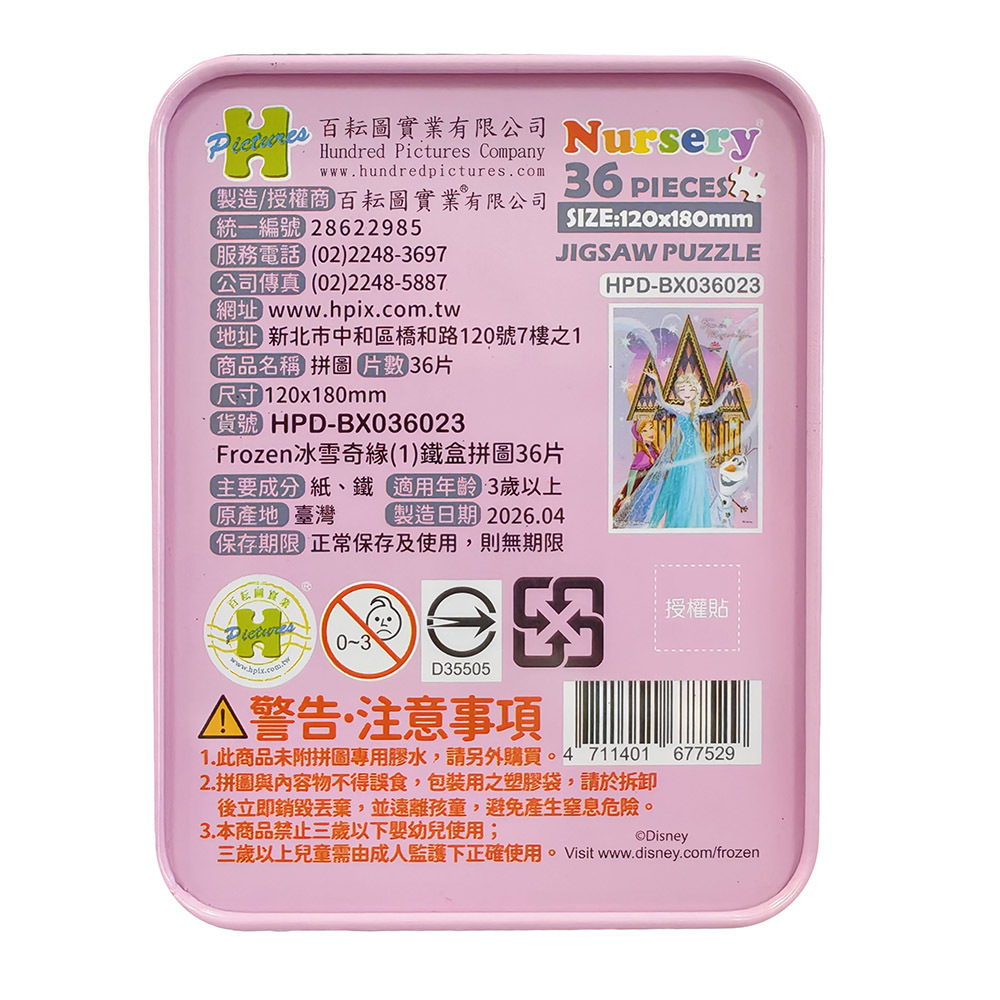 Pictures
H
百耘圖實業有限公司
Hundred Pictures Company
www.hundredpictures.com
Nursery
36 PIECES
SIZE:120x180mm
JIGSAW PUZZLE
HPD-BX036023
製造/授權商 百耘圖實業®有限公司
統一編號 28622985
服務電話 (02)2248-3697
公司傳真 (02)2248-5887
網址 www.hpix.com.tw
地址 新北市中和區橋和路120號7樓之1
商品名稱 拼圖 片數 36片
尺寸 120x180mm
貨號 HPD-BX036023
Frozen冰雪奇緣(1)鐵盒拼圖36片
主要成分 紙、鐵 適用年齡 3歲以上
原產地 臺灣 製造日期 2026.04
保存期限 正常保存及使用，則無期限
百耘圖實業®
Pictures
H
www.hpix.com.tw
0~3
D35505
授權貼
警告·注意事項
4 711401 677529
1.此商品未附拼圖專用膠水，請另外購買。
2.拼圖與內容物不得誤食，包裝用之塑膠袋，請於拆卸
後立即銷毀丟棄，並遠離孩童，避免產生窒息危險。
3.本商品禁止三歲以下嬰幼兒使用；
三歲以上兒童需由成人監護下正確使用。
©Disney
Visit www.disney.com/frozen